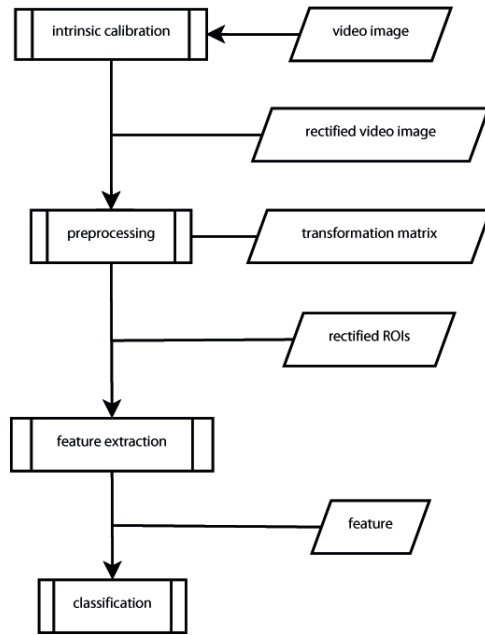 intrinsic calibration
video image
rectified video image
preprocessing
transformation matrix
rectified ROIs
feature extraction
feature
classification